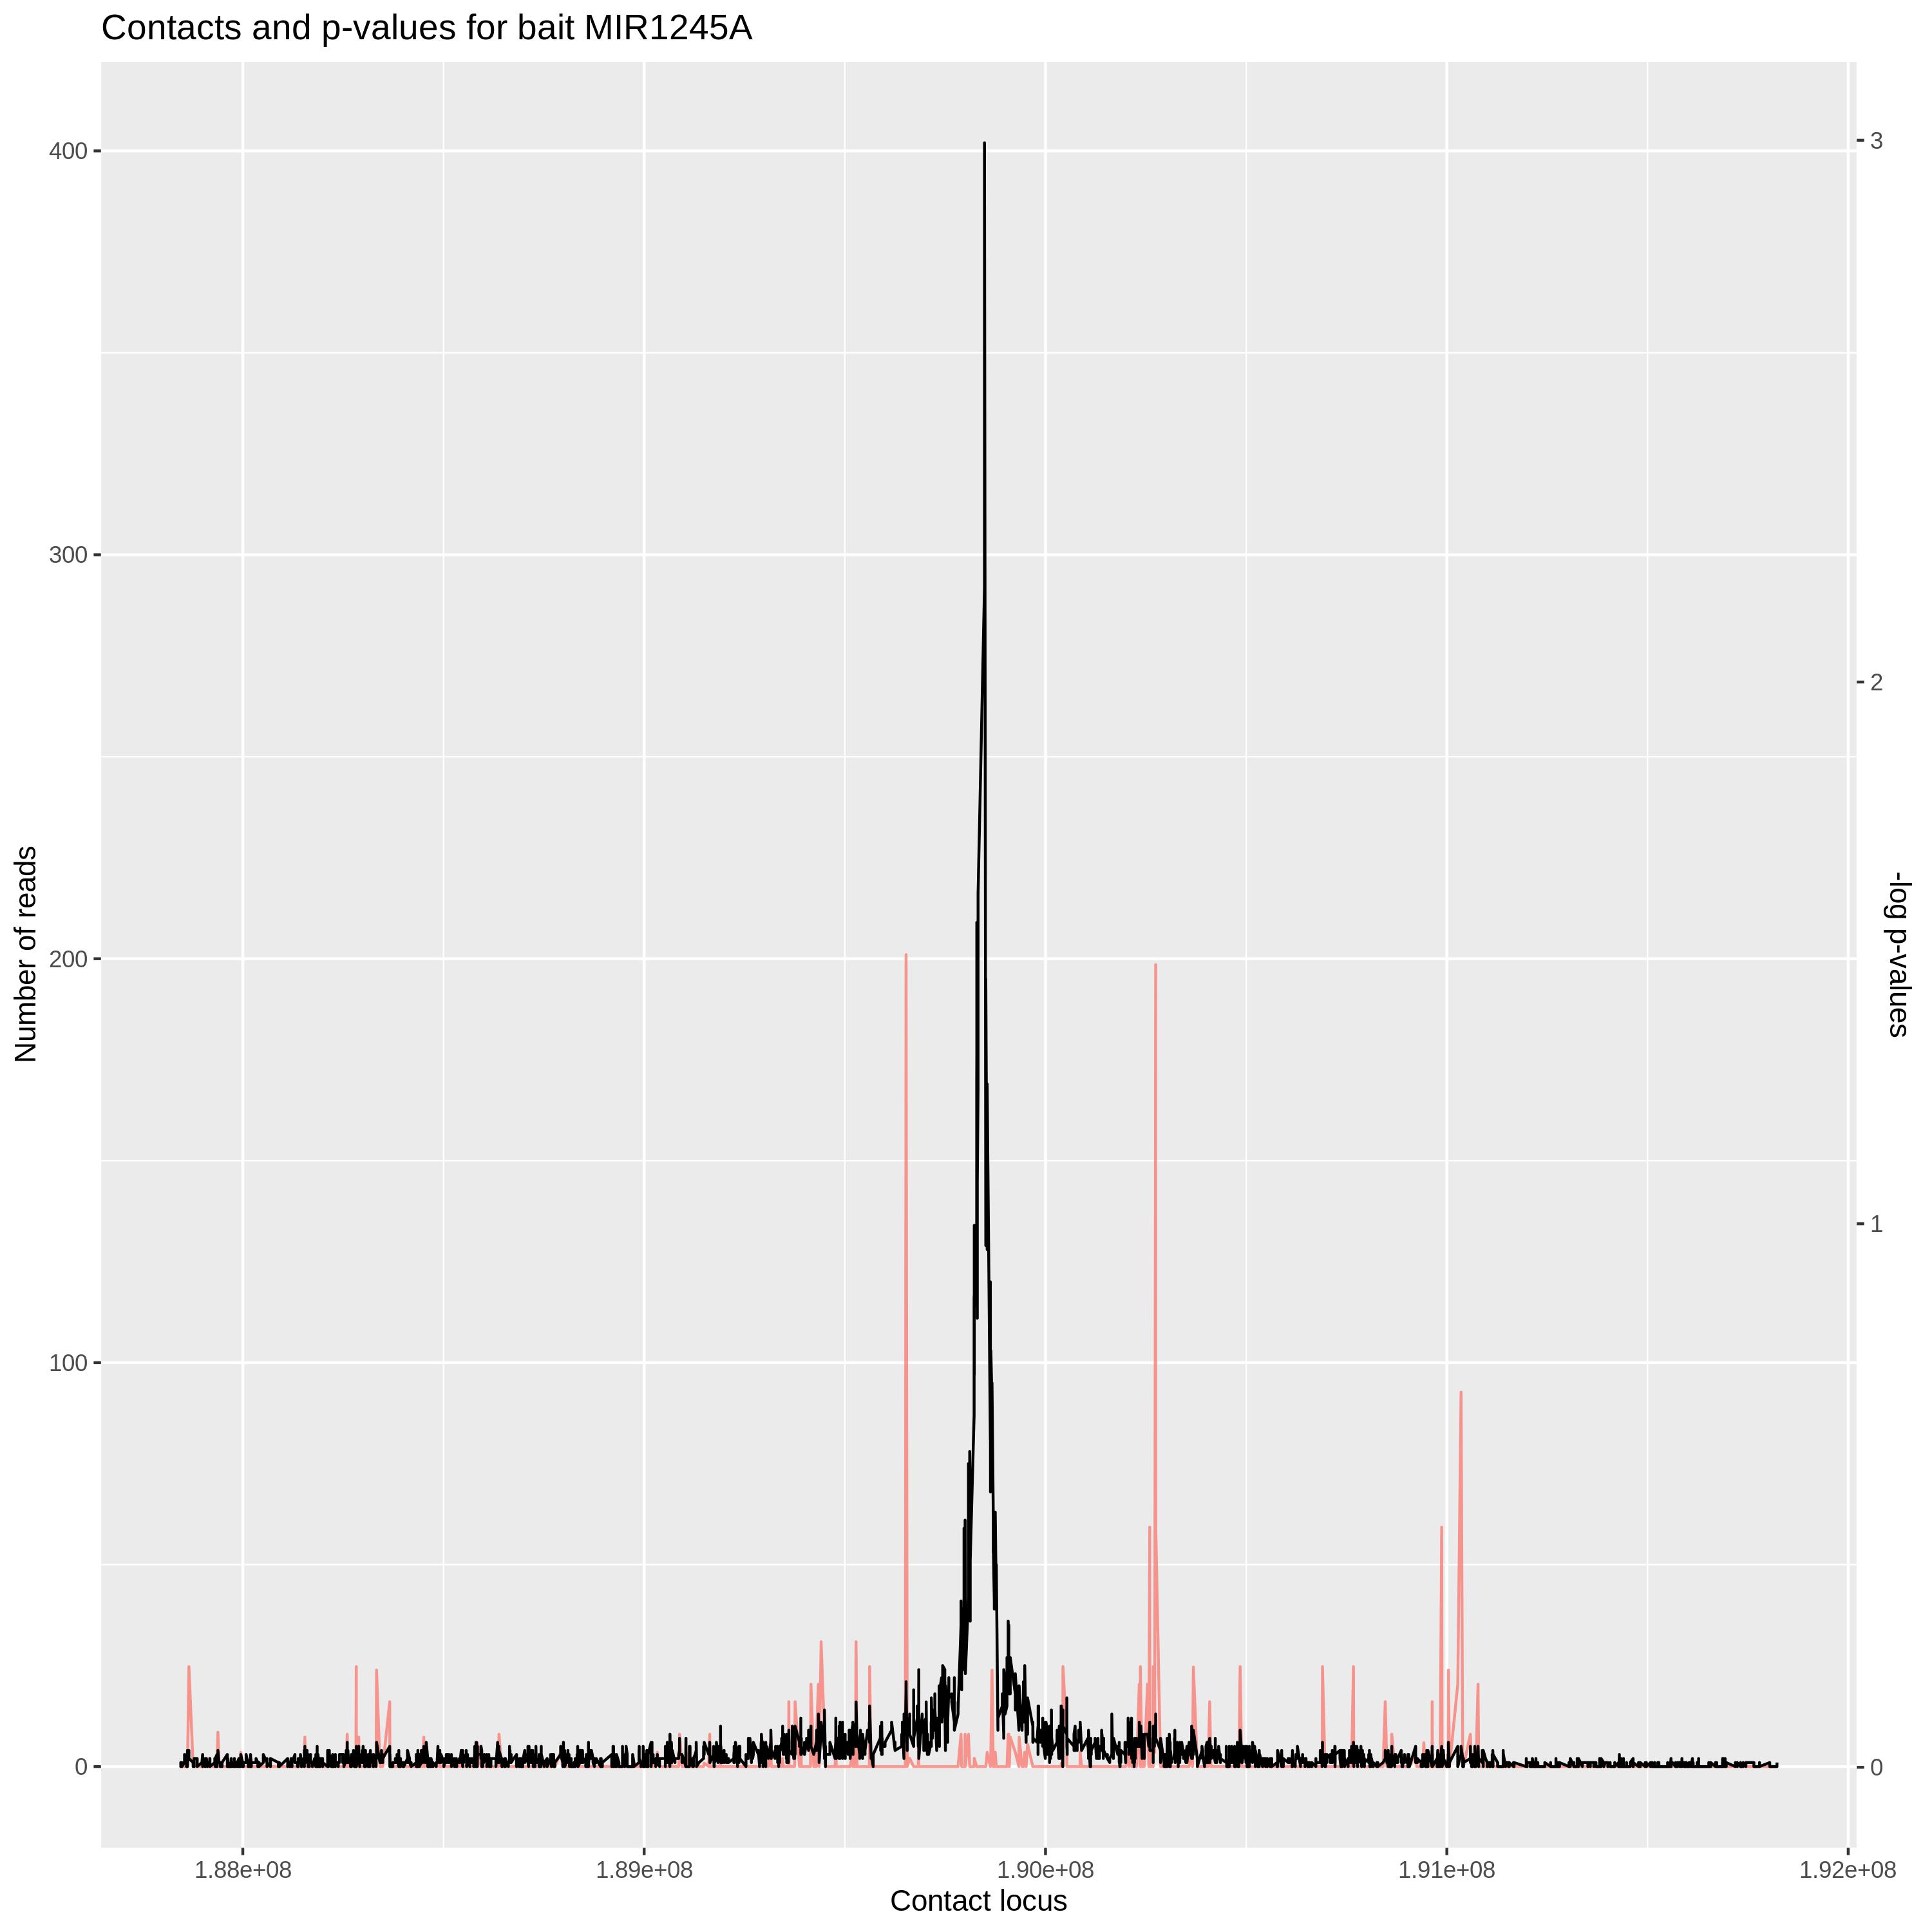 Contacts and p-values for bait MIR1245A
400
300
200
100
0
3
2
1
0
Number of reads
-log p-values
1.88e+08
1.89e+08
1.90e+08
1.91e+08
1.92e+08
Contact locus